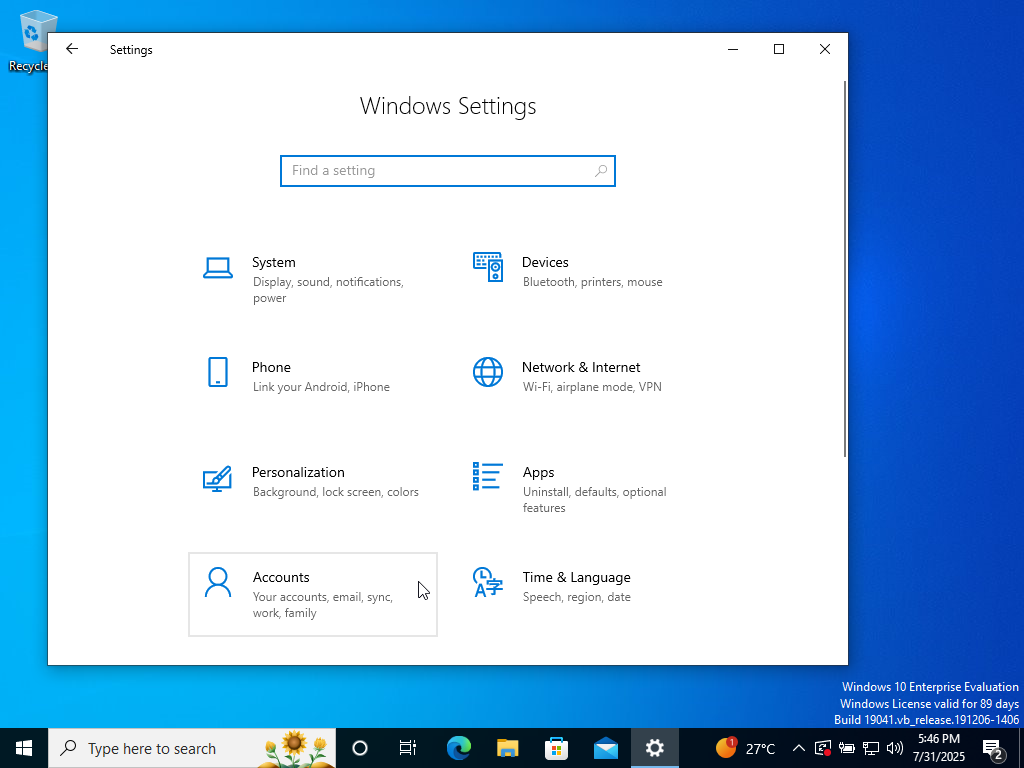 Recycle
Settings
Windows Settings
Find a setting
System
Display, sound, notifications,
power
Devices
Bluetooth, printers, mouse
Phone
Link your Android, iPhone
Network & Internet
Wi-Fi, airplane mode, VPN
Personalization
Background, lock screen, colors
Apps
Uninstall, defaults, optional
features
Accounts
Your accounts, email, sync,
work, family
Time & Language
Speech, region, date
Windows 10 Enterprise Evaluation
Windows License valid for 89 days
Build 19041.vb_release.191206-1406
Type here to search
1
27°C
5:46 PM
7/31/2025
2